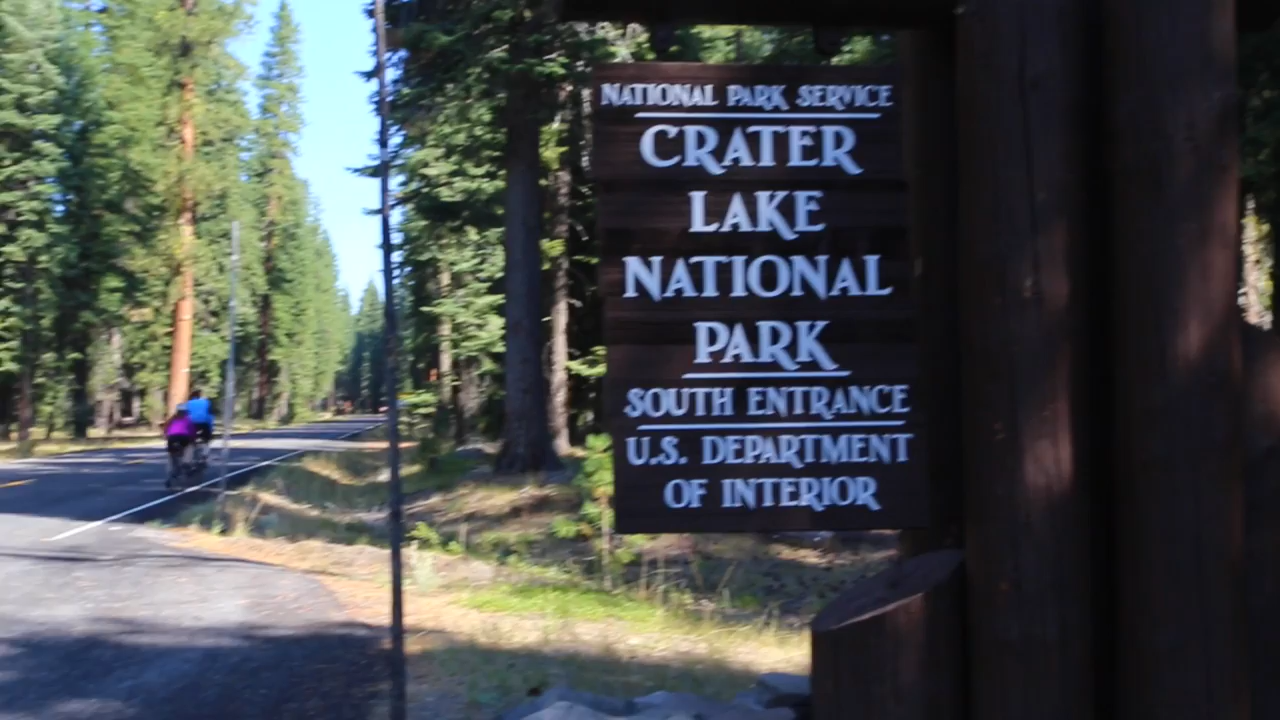 NATIONAL PARK SERVICE
CRATER
LAKE
NATIONAL
PARK
SOUTH ENTRANCE
U.S. DEPARTMENT
OF INTERIOR